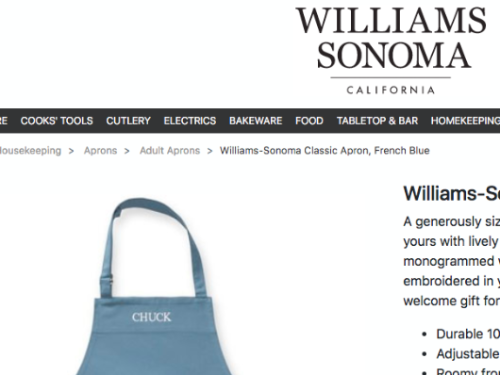 WILLIAMS
SONOMA
CALIFORNIA
COOKS' TOOLS CUTLERY ELECTRICS BAKEWARE FOOD TABLETOP & BAR HOMEKEEPING
Housekeeping > Aprons > Adult Aprons > Williams-Sonoma Classic Apron, French Blue
Williams-So
A generously siz
yours with lively
monogrammed w
embroidered in y
welcome gift for
• Durable 10
• Adjustable
• Roomy fron
CHUCK